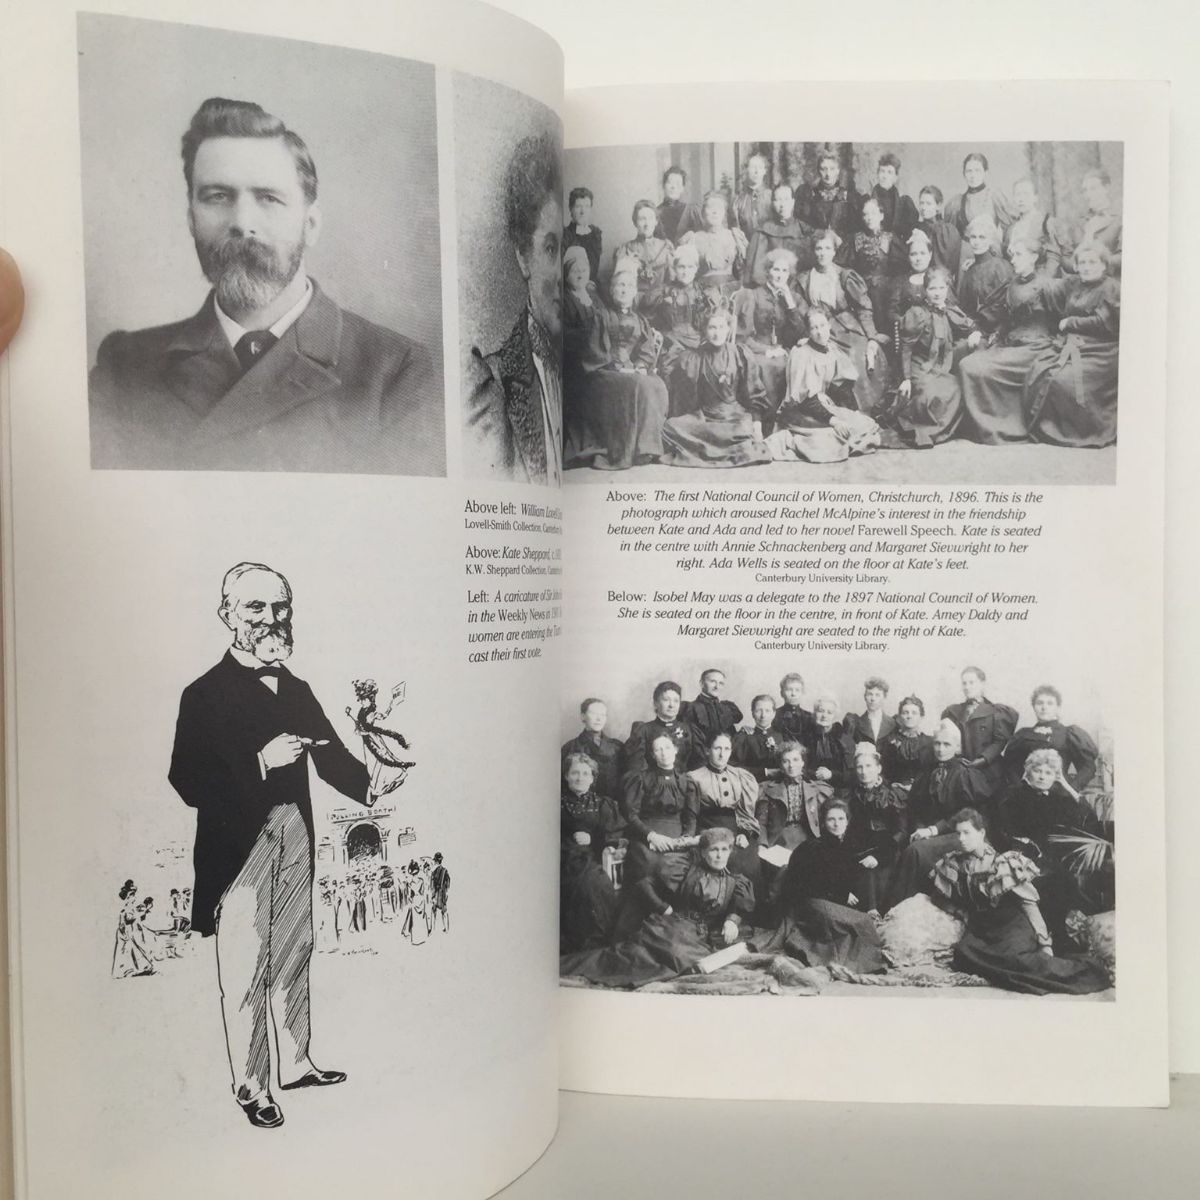 Above left: William Lovell
Lovell-Smith Collection,
Above: Kate Sheppard, c.
K.W. Sheppard Collection,
Left: A caricature of Sir John
in the Weekly News in
women are entering the
cast their first vote.
POLLING BOOTH
Above: The first National Council of Women, Christchurch, 1896. This is the
photograph which aroused Rachel McAlpine's interest in the friendship
between Kate and Ada and led to her novel Farewell Speech. Kate is seated
in the centre with Annie Schnackenberg and Margaret Sievwright to her
right. Ada Wells is seated on the floor at Kate's feet.
Canterbury University Library.
Below: Isobel May was a delegate to the 1897 National Council of Women.
She is seated on the floor in the centre, in front of Kate. Amey Daldy and
Margaret Sievwright are seated to the right of Kate.
Canterbury University Library.